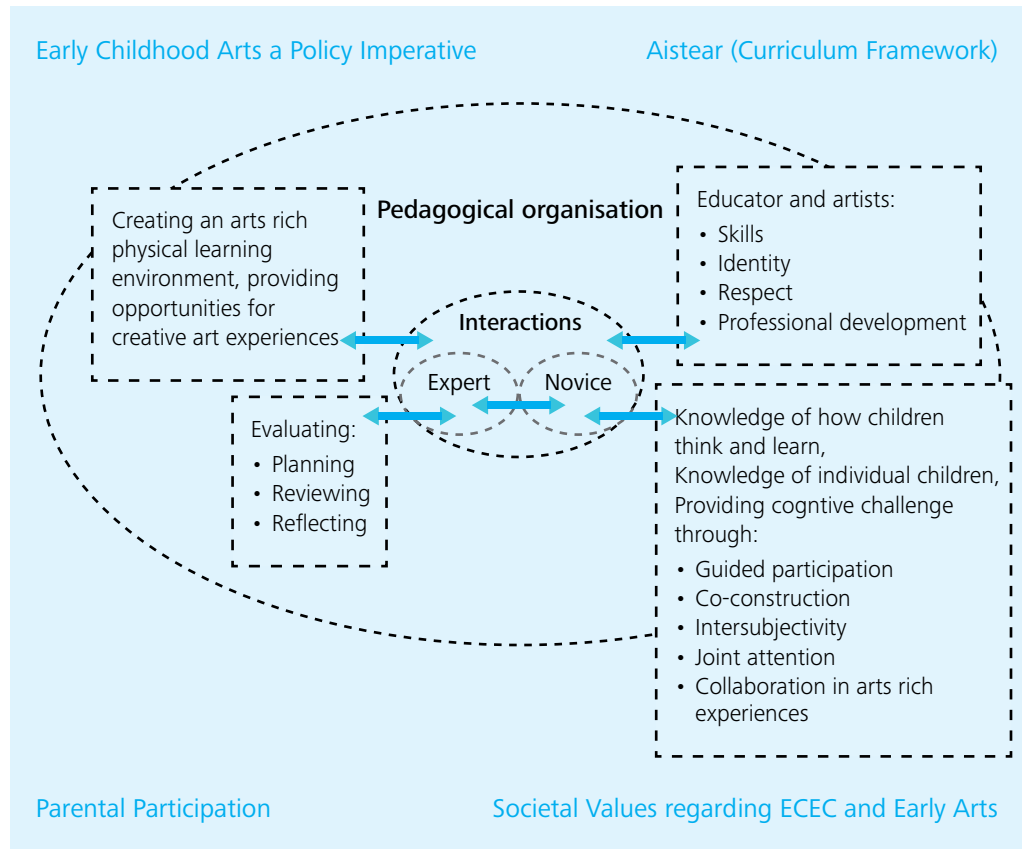 Early Childhood Arts a Policy Imperative
Aistear (Curriculum Framework)
Creating an arts rich
physical learning
environment, providing
opportunities for
creative art experiences
Pedagogical organisation
Educator and artists:
• Skills
• Identity
• Respect
• Professional development
Interactions
Expert
Novice
Evaluating:
• Planning
• Reviewing
• Reflecting
Knowledge of how children
think and learn,
Knowledge of individual children,
Providing cogntive challenge
through:
• Guided participation
• Co-construction
• Intersubjectivity
• Joint attention
• Collaboration in arts rich
experiences
Parental Participation
Societal Values regarding ECEC and Early Arts